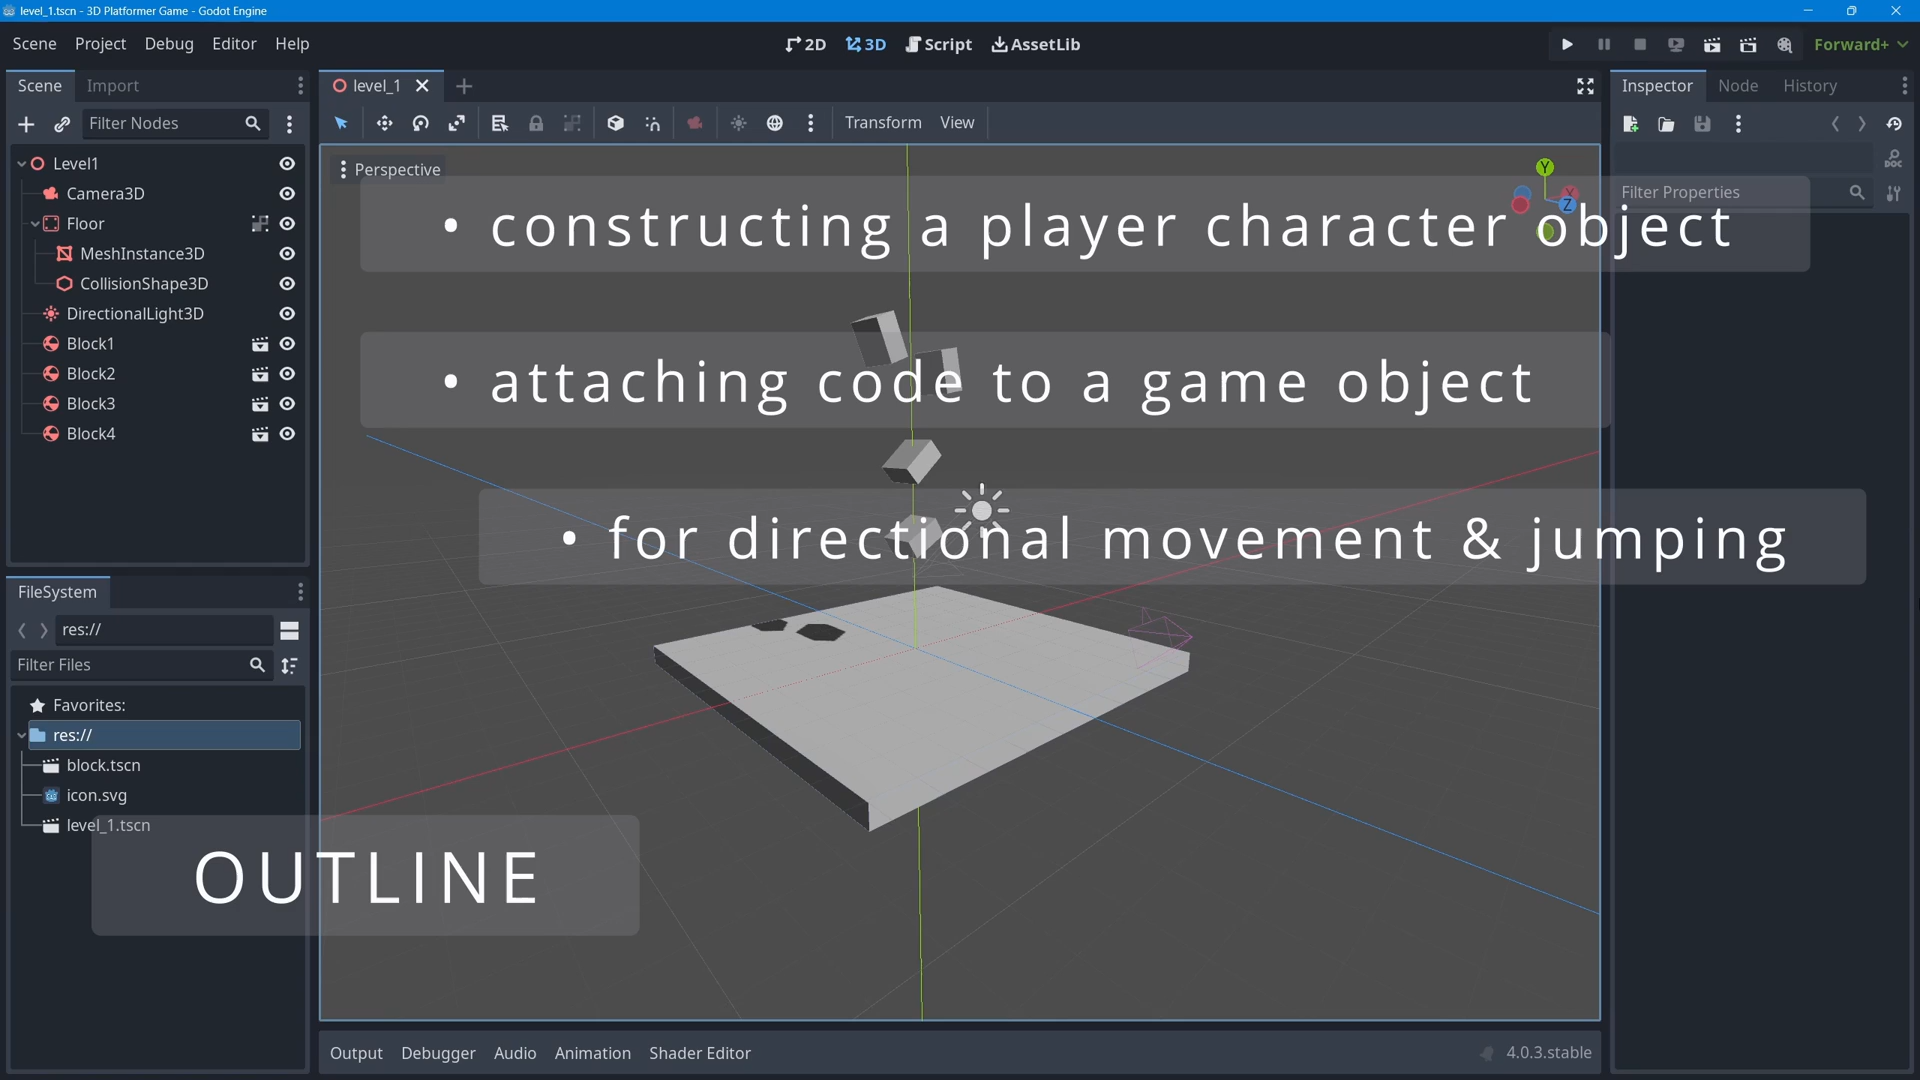 level_1.tscn - 3D Platformer Game - Godot Engine
Scene Project Debug Editor Help
2D 3D Script AssetLib
Forward+
Scene Import
level_1
Inspector Node History
Filter Nodes
Transform View
Level1
Camera3D
Floor
MeshInstance3D
CollisionShape3D
DirectionalLight3D
Block1
Block2
Block3
Block4
Perspective
Y
X
Z
DOC
Filter Properties
• constructing a player character object
• attaching code to a game object
• for directional movement & jumping
FileSystem
res://
Filter Files
Favorites:
res://
block.tscn
icon.svg
level_1.tscn
OUTLINE
Output Debugger Audio Animation Shader Editor
4.0.3.stable